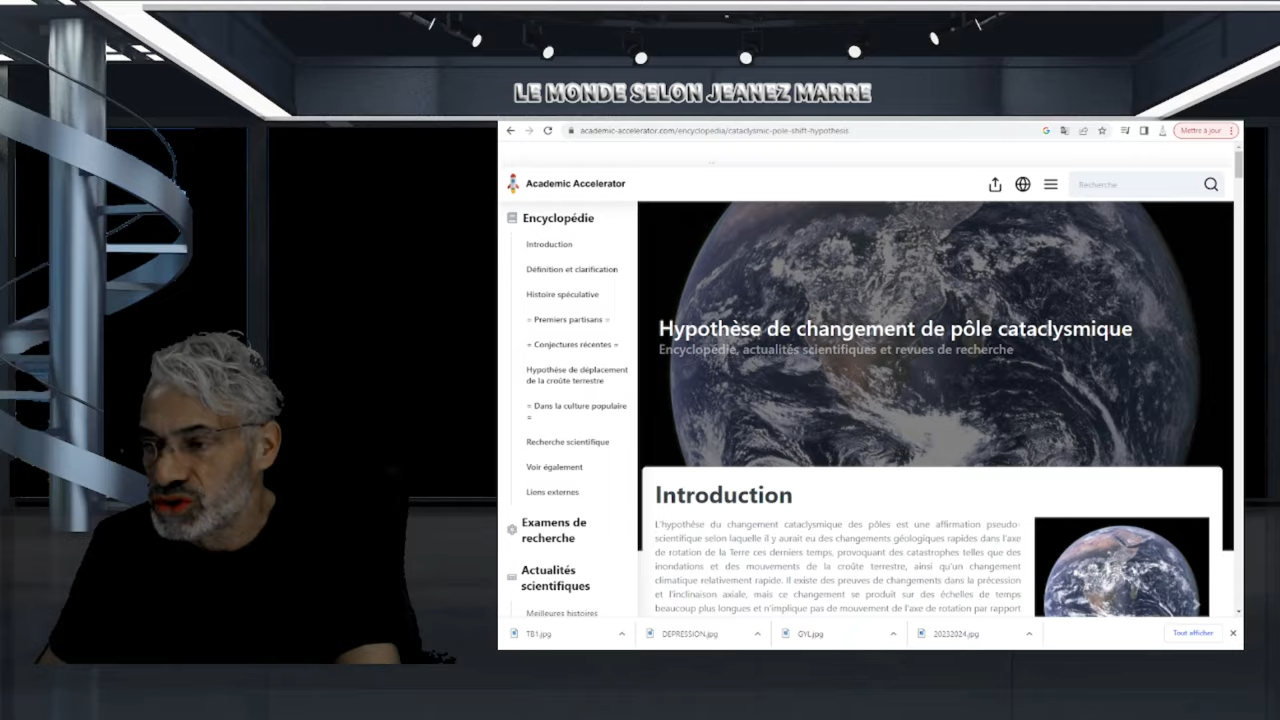 LE MONDE SELON JEANEZ MARRE
academic-accelerator.com/encyclopedia/cataclysmic-pole-shift-hypothesis
Mettre à jour
Academic Accelerator
Recherche
Encyclopédie
Introduction
Définition et clarification
Histoire spéculative
= Premiers partisans =
= Conjectures récentes =
Hypothèse de déplacement
de la croûte terrestre
= Dans la culture populaire
=
Recherche scientifique
Voir également
Liens externes
Examens de
recherche
Actualités
scientifiques
Meilleures histoires
Hypothèse de changement de pôle cataclysmique
Encyclopédie, actualités scientifiques et revues de recherche
Introduction
L'hypothèse du changement cataclysmique des pôles est une affirmation pseudo-
scientifique selon laquelle il y aurait eu des changements géologiques rapides dans l'axe
de rotation de la Terre ces derniers temps, provoquant des catastrophes telles que des
inondations et des mouvements de la croûte terrestre, ainsi qu'un changement
climatique relativement rapide. Il existe des preuves de changements dans la précession
et l'inclinaison axiale, mais ce changement se produit sur des échelles de temps
beaucoup plus longues et n'implique pas de mouvement de l'axe de rotation par rapport
TB1.jpg
DEPRESSION.jpg
GYL.jpg
20232024.jpg
Tout afficher